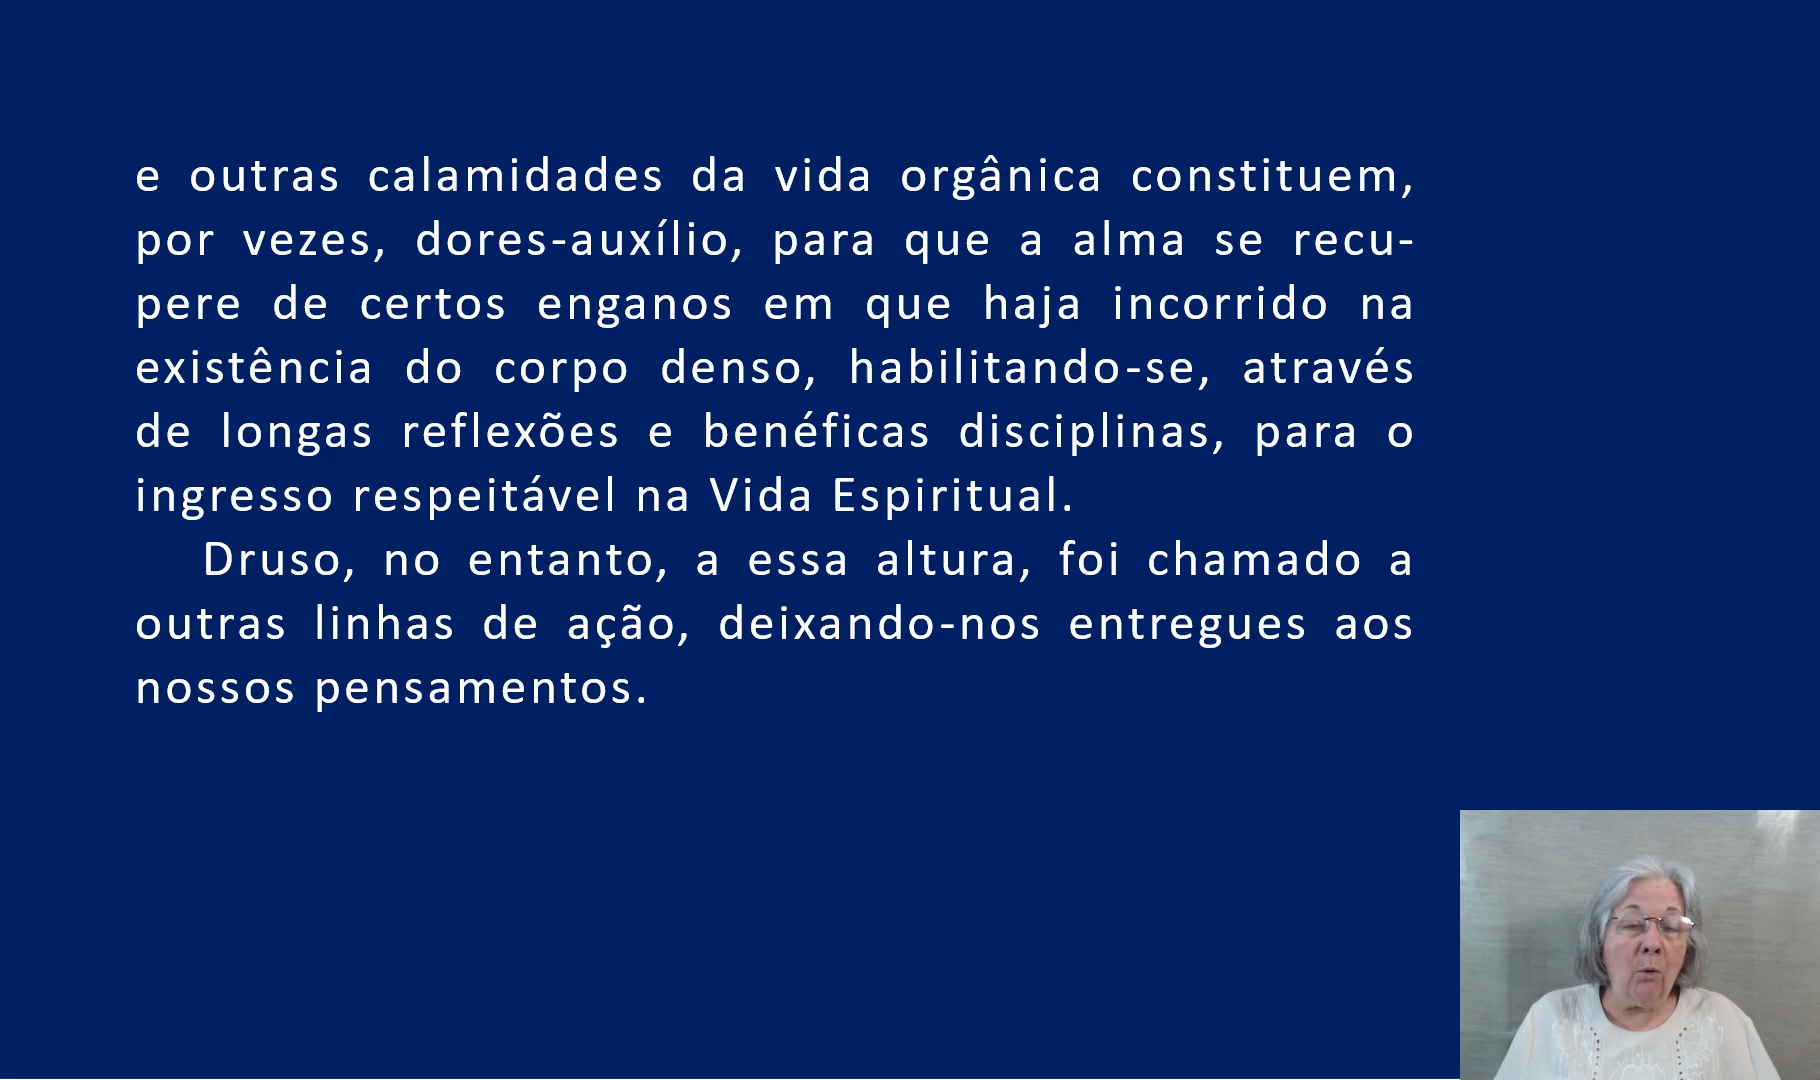 e outras calamidades da vida orgânica constituem,
por vezes, dores-auxílio, para que a alma se recu-
pere de certos enganos em que haja incorrido na
existência do corpo denso, habilitando-se, através
de longas reflexões e benéficas disciplinas, para o
ingresso respeitável na Vida Espiritual.
Druso, no entanto, a essa altura, foi chamado a
outras linhas de ação, deixando-nos entregues aos
nossos pensamentos.